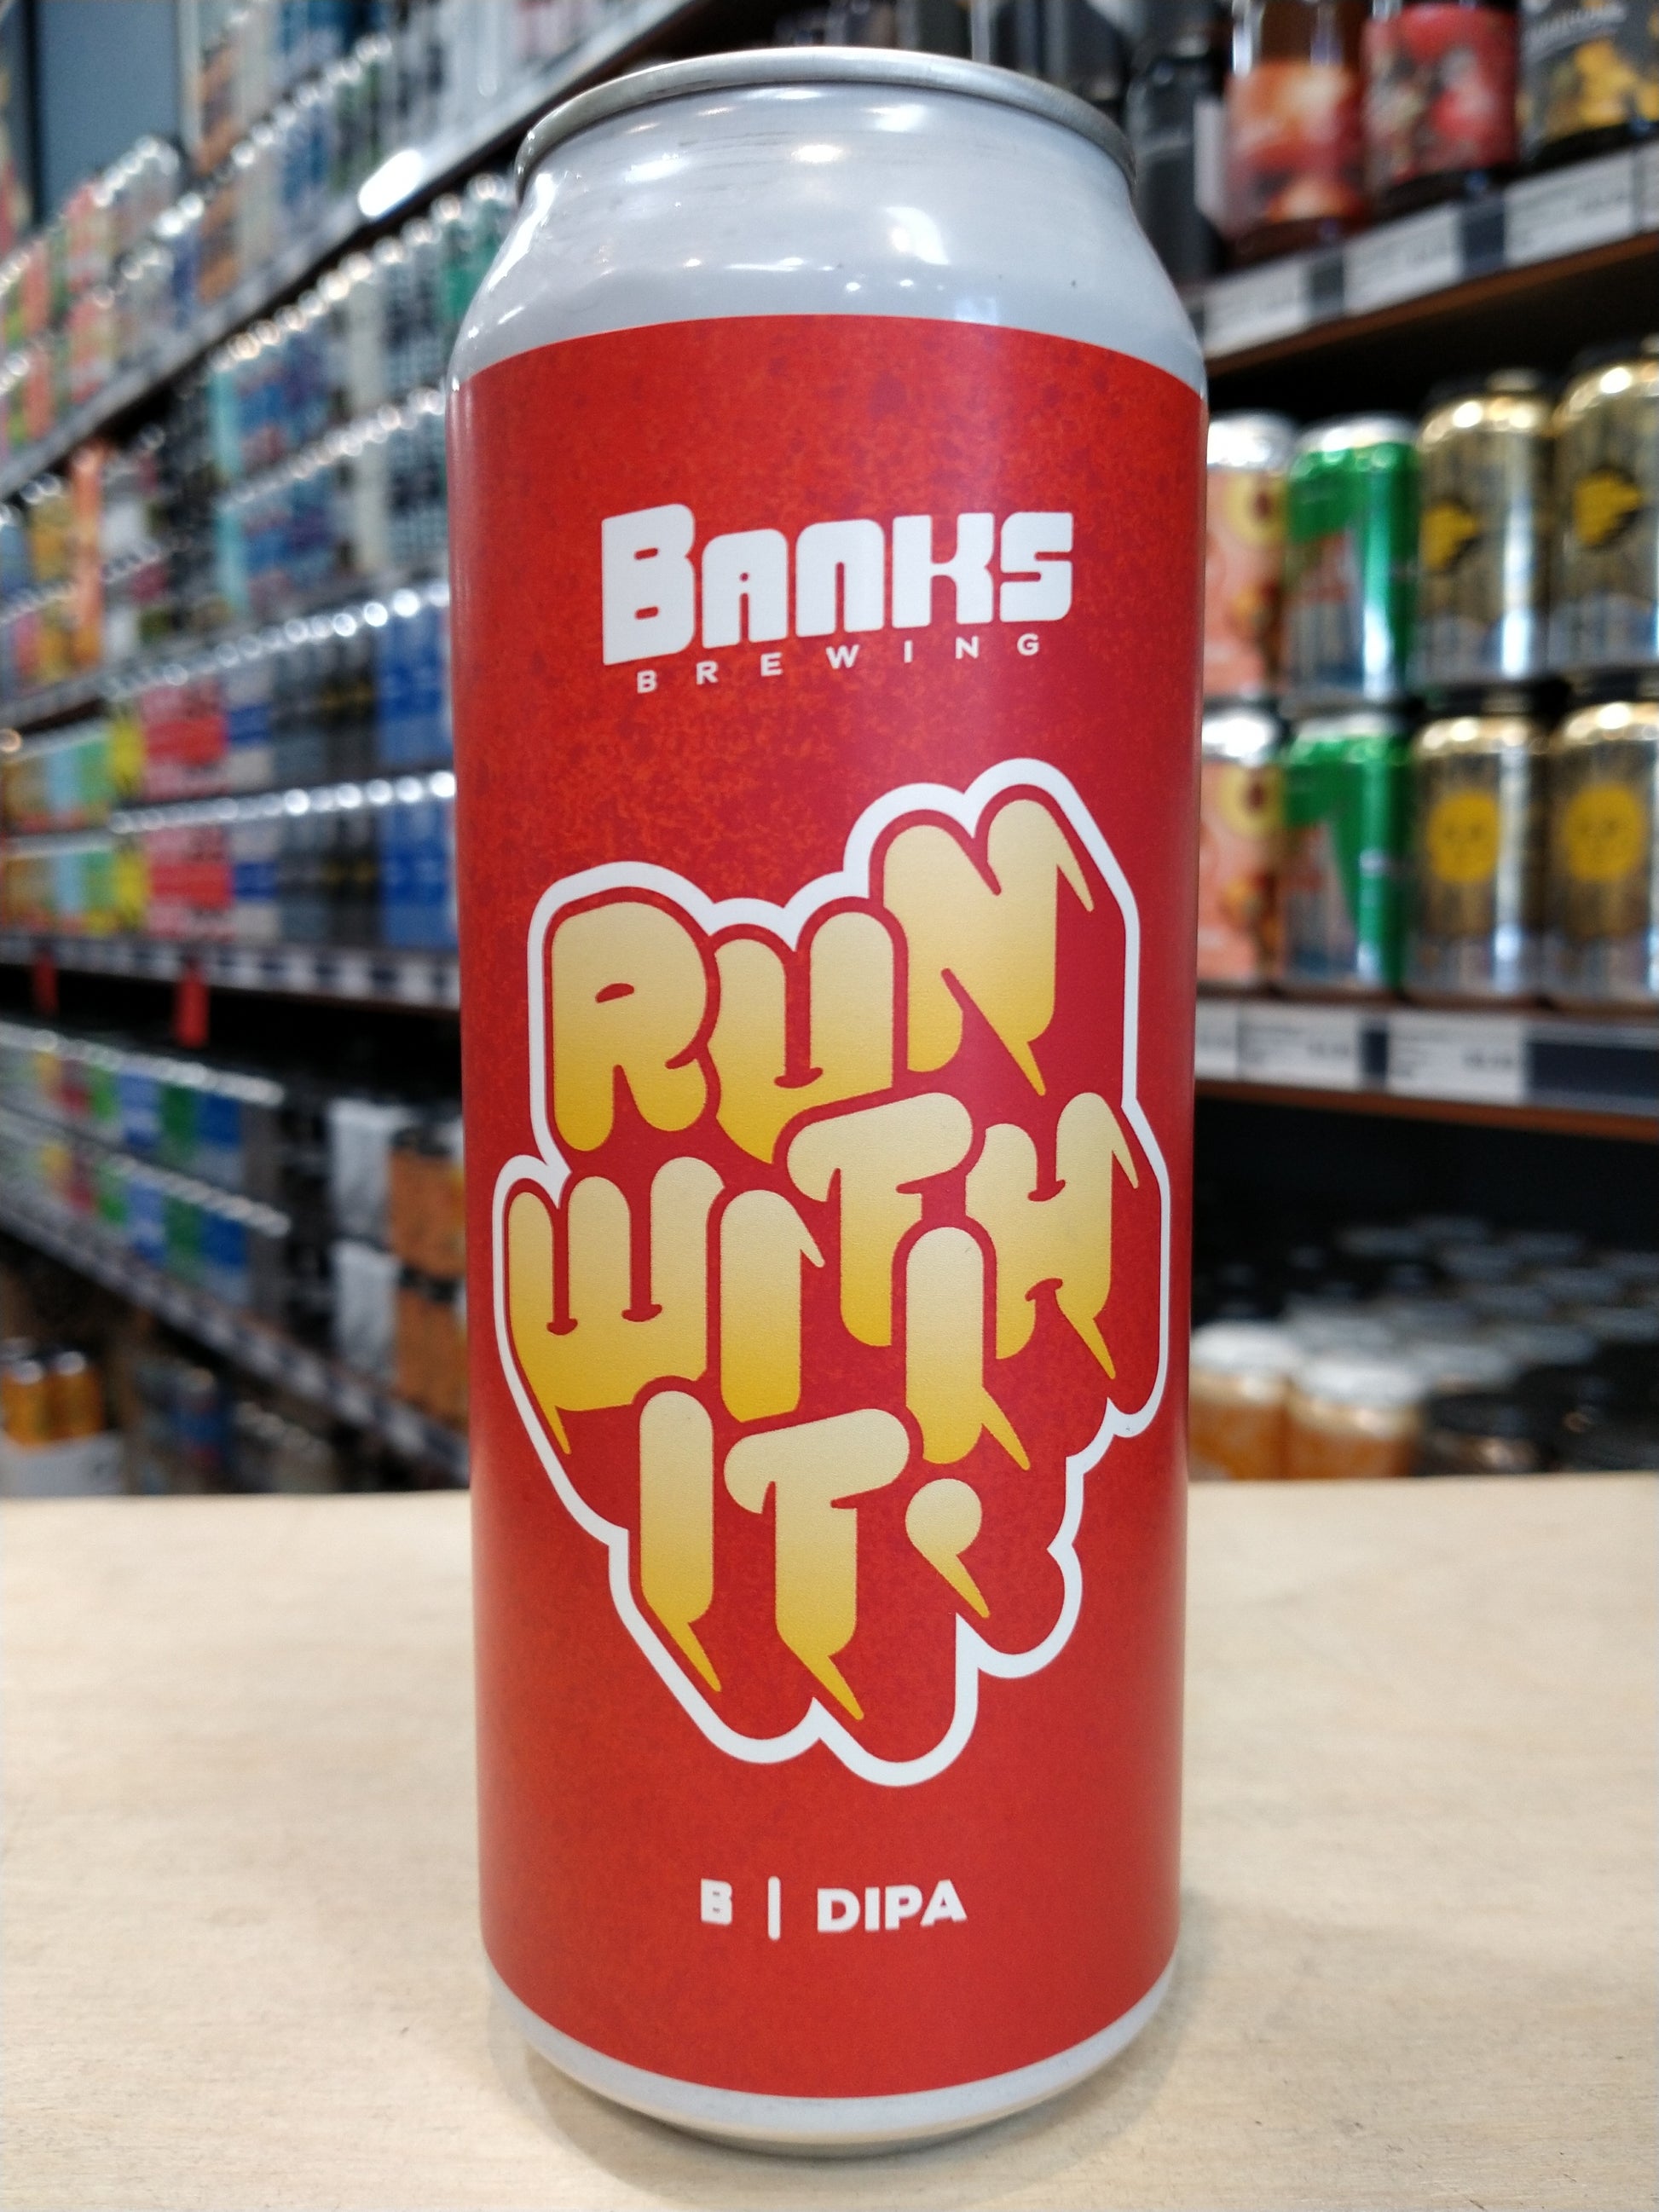 BANKS
BREWING
RUN
WITH
IT!
B | DIPA